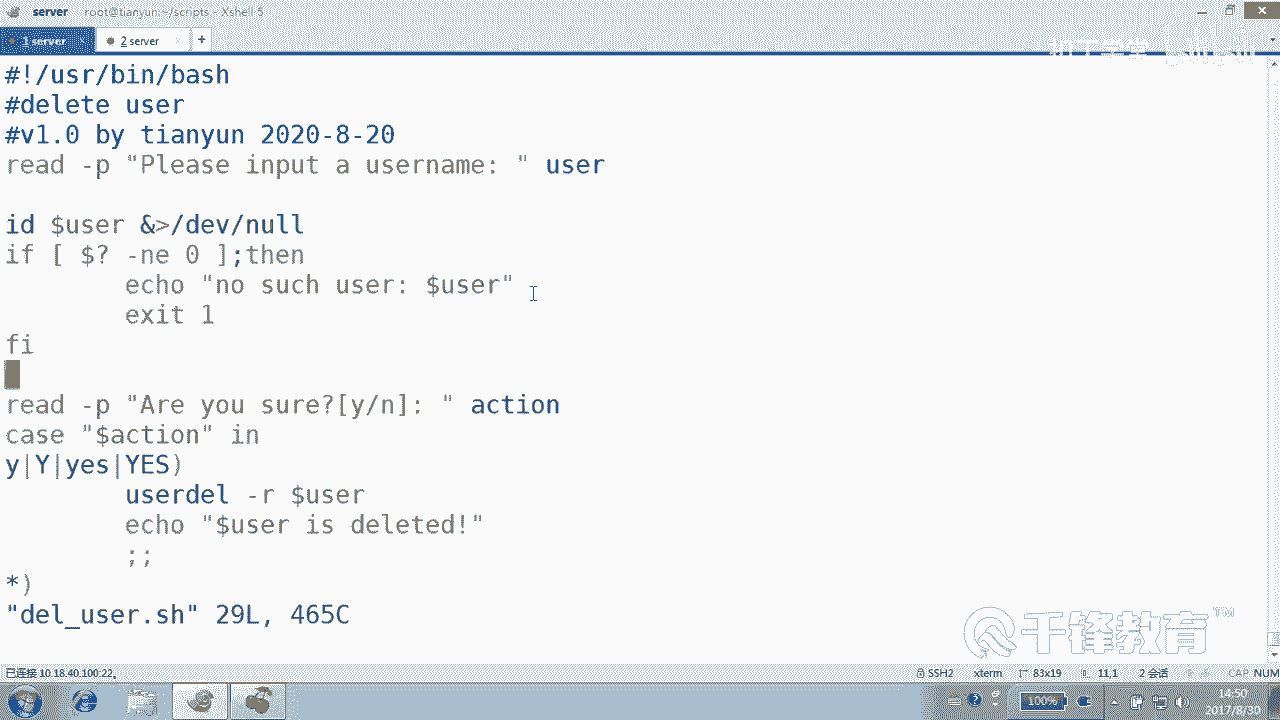 server root@tianyun:~/scripts - Xshell 5
1 server 2 server +
#!/usr/bin/bash
#delete user
#v1.0 by tianyun 2020-8-20
read -p "Please input a username: " user
id $user &>/dev/null
if [ $? -ne 0 ];then
echo "no such user: $user"
exit 1
fi
read -p "Are you sure?[y/n]: " action
case "$action" in
y|Y|yes|YES)
userdel -r $user
echo "$user is deleted!"
;;
*)
"del_user.sh" 29L, 465C
千锋教育™
已连接 10.18.40.100:22。 SSH2 xterm 83x19 11,1 2 会话 CAP NUM
100% 14:50
2017/8/30